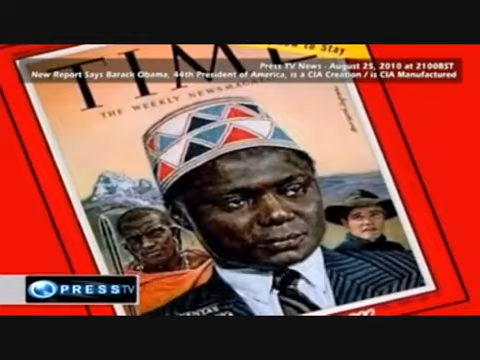 Press TV News - August 25, 2010 at 2100BST
New Report Says Barack Obama, 44th President of America, is a CIA Creation / is CIA Manufactured
to Stay
TIME
THE WEEKLY NEWSMAGAZINE
PRESSTV